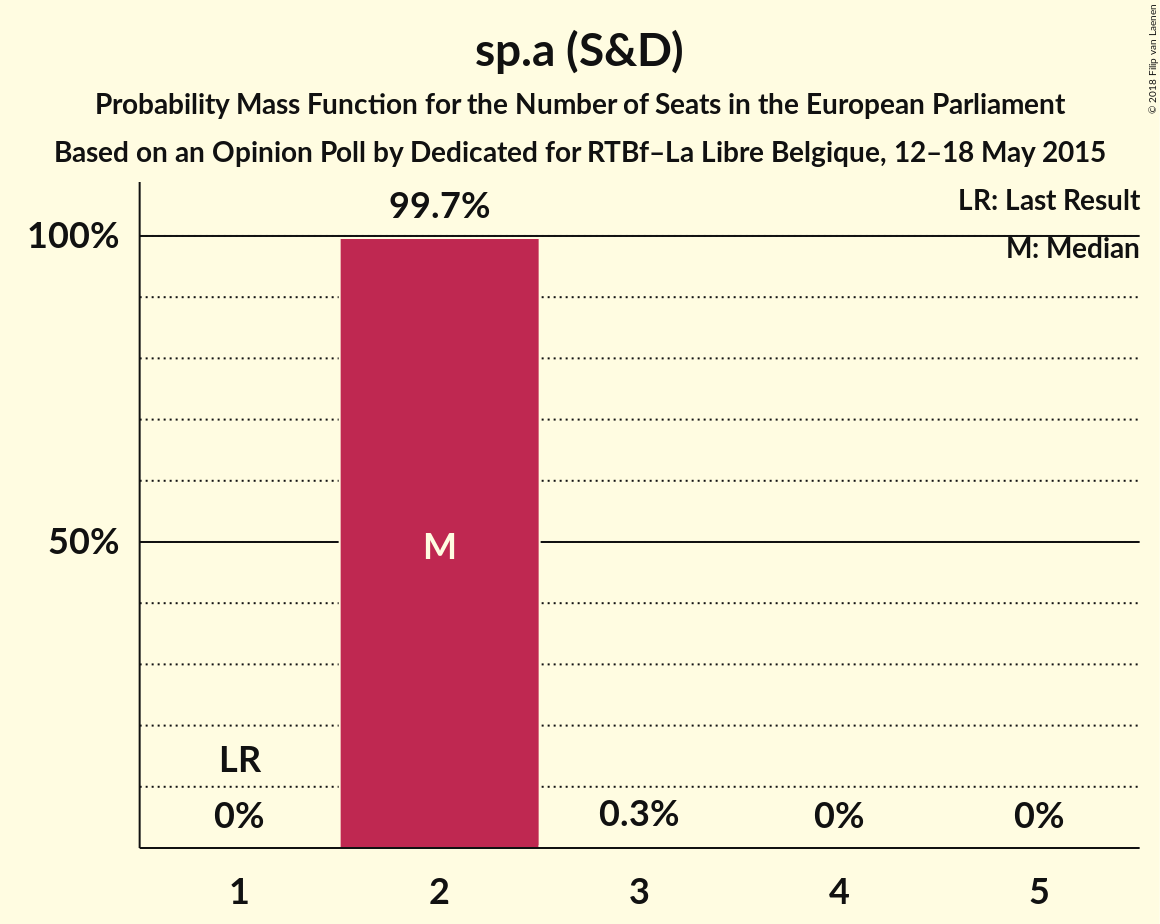 sp.a (S&D)
Probability Mass Function for the Number of Seats in the European Parliament
Based on an Opinion Poll by Dedicated for RTBf–La Libre Belgique, 12–18 May 2015
© 2018 Filip van Laenen
LR: Last Result
M: Median
99.7%
100%
50%
M
LR
0%
0.3%
0%
0%
1
2
3
4
5